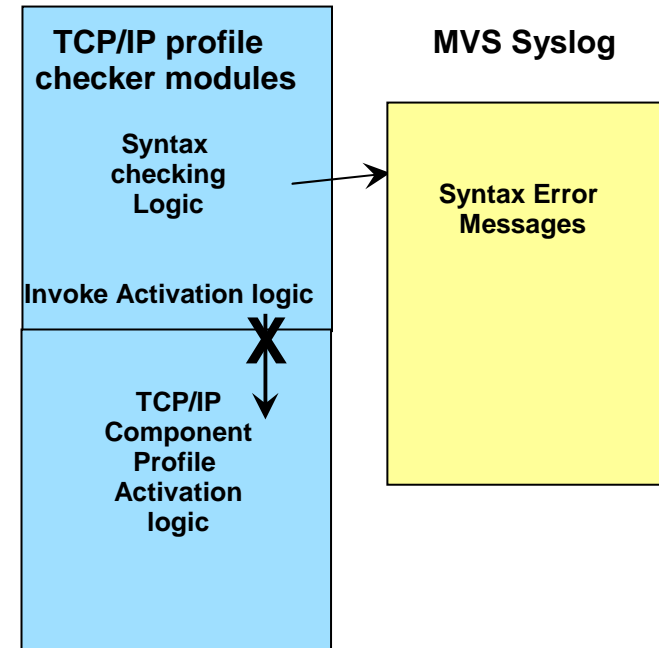 TCP/IP profile
checker modules
MVS Syslog
Syntax
checking
Logic
Syntax Error
Messages
Invoke Activation logic
X
TCP/IP
Component
Profile
Activation
logic